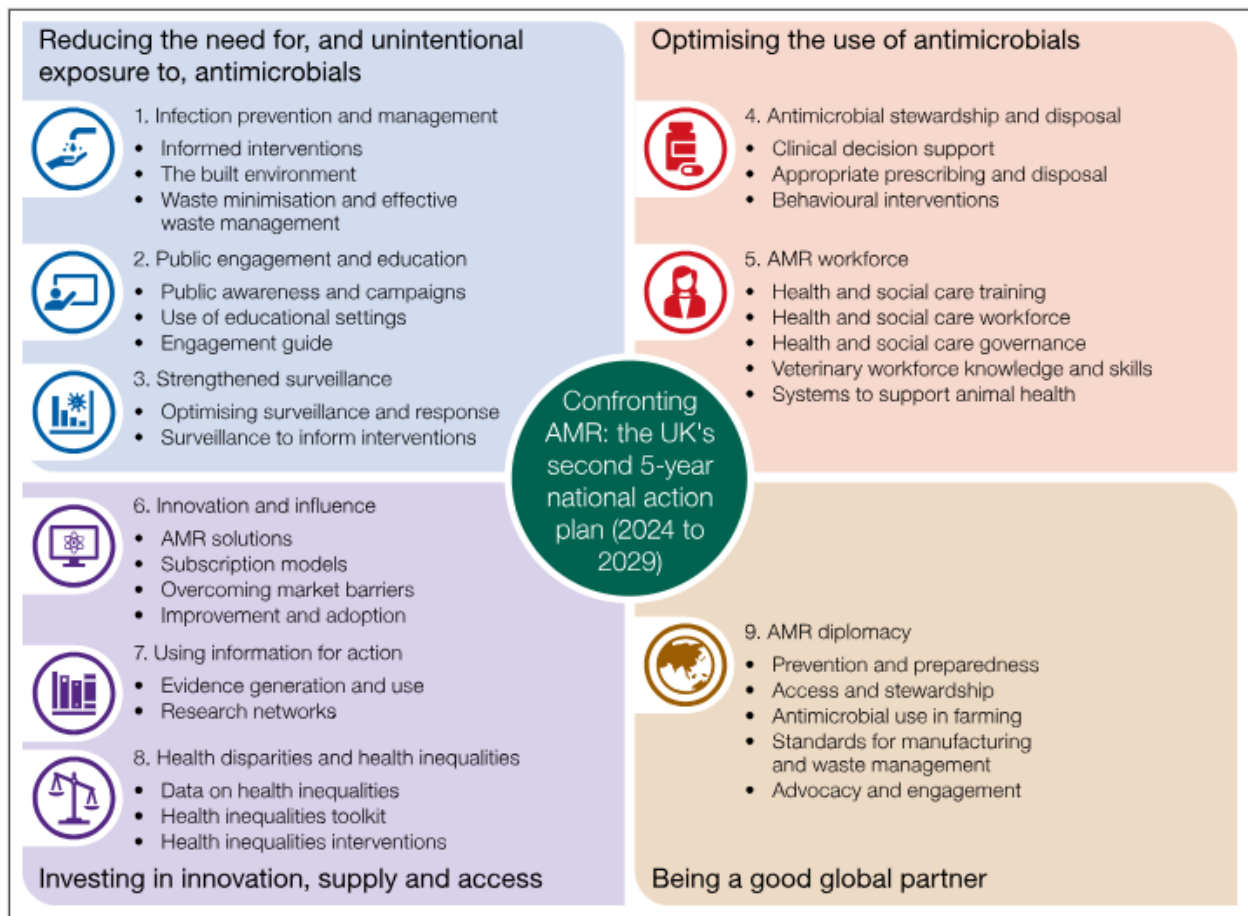 Reducing the need for, and unintentional
exposure to, antimicrobials
1. Infection prevention and management
• Informed interventions
• The built environment
• Waste minimisation and effective
waste management
2. Public engagement and education
• Public awareness and campaigns
• Use of educational settings
• Engagement guide
3. Strengthened surveillance
• Optimising surveillance and response
• Surveillance to inform interventions
Optimising the use of antimicrobials
4. Antimicrobial stewardship and disposal
• Clinical decision support
• Appropriate prescribing and disposal
• Behavioural interventions
5. AMR workforce
• Health and social care training
• Health and social care workforce
• Health and social care governance
• Veterinary workforce knowledge and skills
• Systems to support animal health
Confronting
AMR: the UK's
second 5-year
national action
plan (2024 to
2029)
6. Innovation and influence
• AMR solutions
• Subscription models
• Overcoming market barriers
• Improvement and adoption
7. Using information for action
• Evidence generation and use
• Research networks
8. Health disparities and health inequalities
• Data on health inequalities
• Health inequalities toolkit
• Health inequalities interventions
Investing in innovation, supply and access
9. AMR diplomacy
• Prevention and preparedness
• Access and stewardship
• Antimicrobial use in farming
• Standards for manufacturing
and waste management
• Advocacy and engagement
Being a good global partner